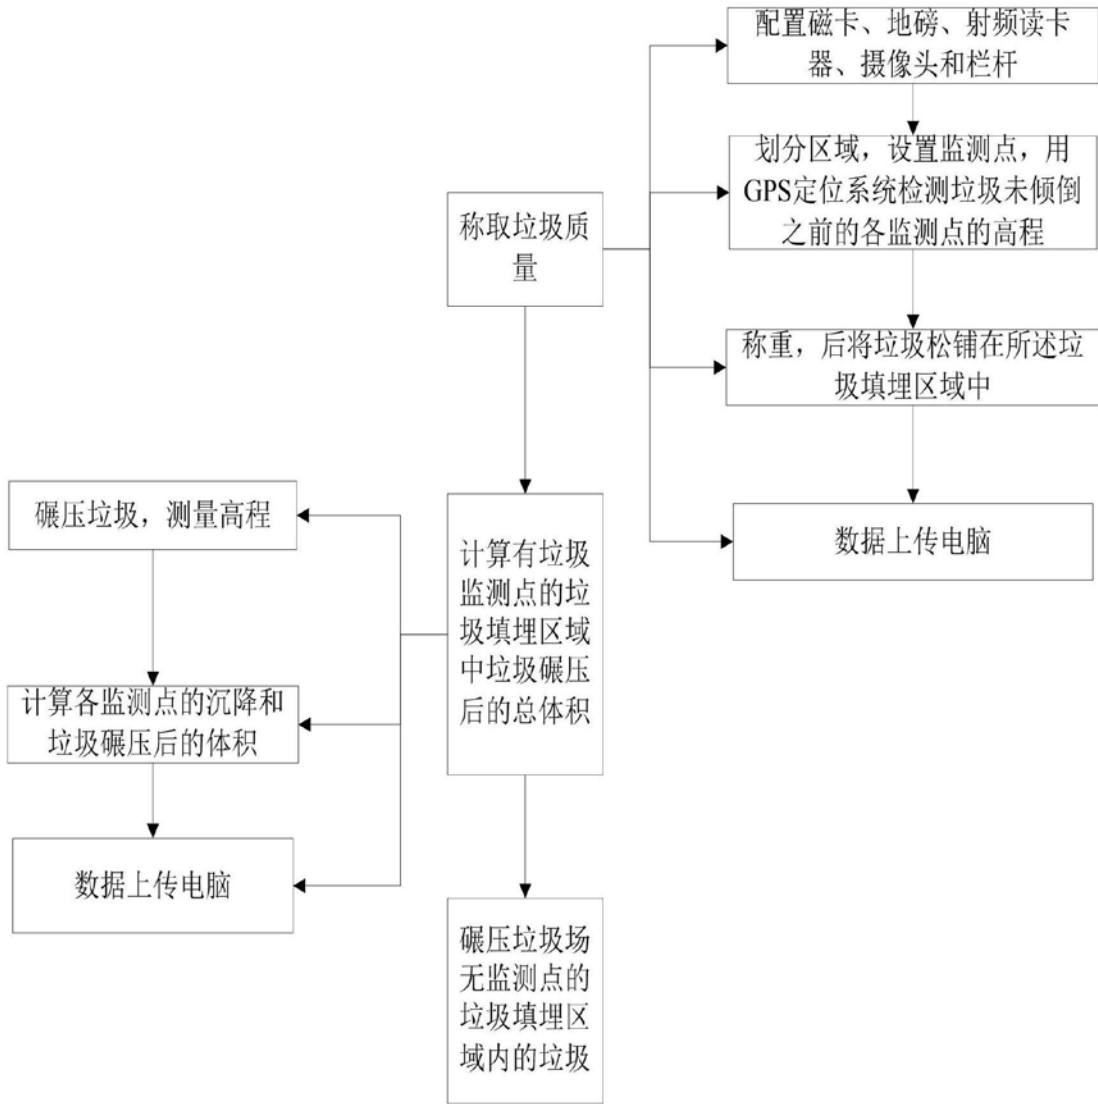 配置磁卡、地磅、射频读卡
器、摄像头和栏杆
划分区域，设置监测点，用
GPS定位系统检测垃圾未倾倒
之前的各监测点的高程
称取垃圾质
量
称重，后将垃圾松铺在所述垃
圾填埋区域中
数据上传电脑
碾压垃圾，测量高程
计算有垃圾
监测点的垃
圾填埋区域
中垃圾碾压
后的总体积
计算各监测点的沉降和
垃圾碾压后的体积
数据上传电脑
碾压垃圾场
无监测点的
垃圾填埋区
域内的垃圾